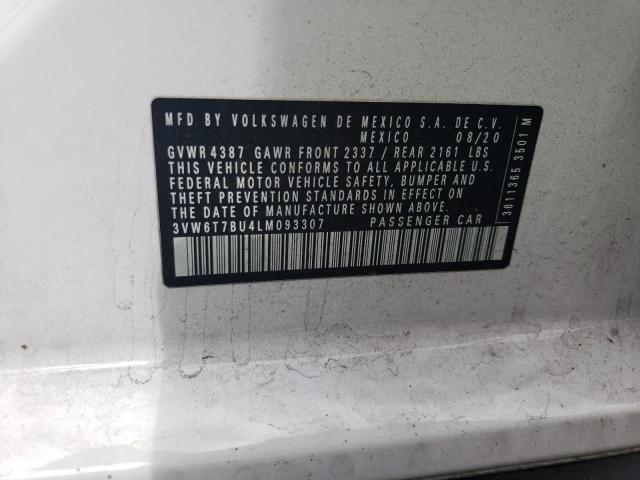 MFD BY VOLKSWAGEN DE MEXICO S.A. DE C.V.
MEXICO 08/20
GVWR 4387 GAWR FRONT 2337 / REAR 2161 LBS
THIS VEHICLE CONFORMS TO ALL APPLICABLE U.S.
FEDERAL MOTOR VEHICLE SAFETY, BUMPER AND
THEFT PREVENTION STANDARDS IN EFFECT ON
THE DATE OF MANUFACTURE SHOWN ABOVE.
3VW6T7BU4LM093307 PASSENGER CAR
3611365 3501 M